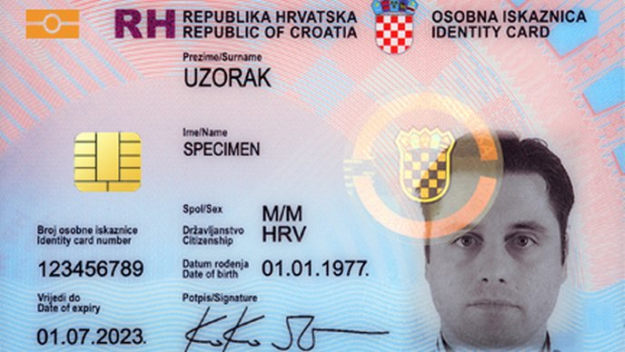 RH REPUBLIKA HRVATSKA
REPUBLIC OF CROATIA
OSOBNA ISKAZNICA
IDENTITY CARD
Prezime/Surname
UZORAK
Ime/Name
SPECIMEN
Spol/Sex
M/M
Državljanstvo
Citizenship
HRV
Broj osobne iskaznice
Identity card number
123456789
Datum rođenja
Date of birth
01.01.1977.
Vrijedi do
Date of expiry
01.07.2023.
Potpis/Signature